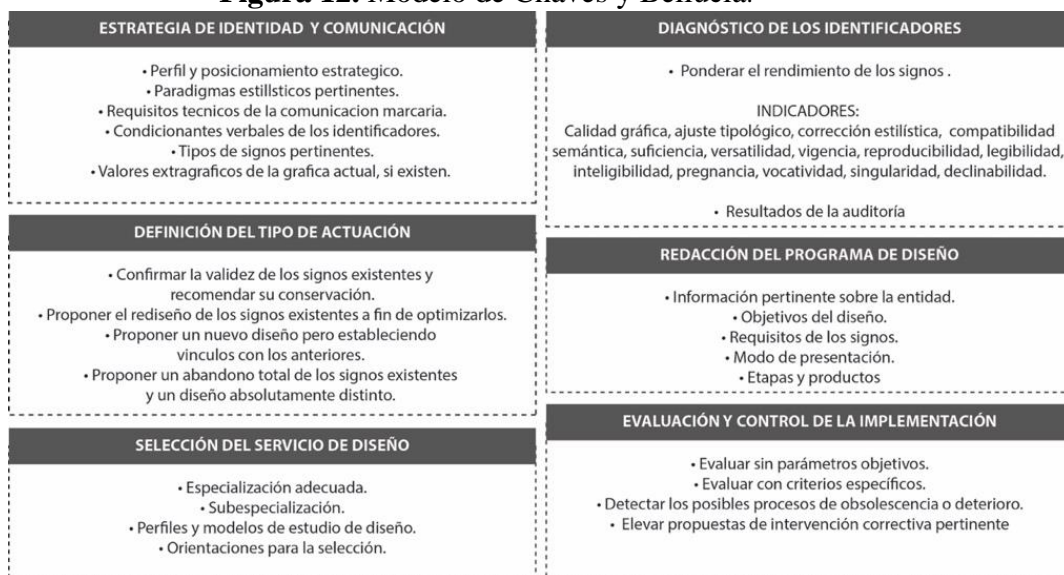 Figura 12. Modelo de Chaves y
ESTRATEGIA DE IDENTIDAD Y COMUNICACIÓN
• Perfil y posicionamiento estrategico.
• Paradigmas estillsticos pertinentes.
• Requisitos tecnicos de la comunicacion marcaria.
• Condicionantes verbales de los identificadores.
• Tipos de signos pertinentes.
• Valores extragraficos de la grafica actual, si existen.
DIAGNÓSTICO DE LOS IDENTIFICADORES
• Ponderar el rendimiento de los signos .
INDICADORES:
Calidad gráfica, ajuste tipológico, corrección estilística, compatibilidad
semántica, suficiencia, versatilidad, vigencia, reproducibilidad, legibilidad,
inteligibilidad, pregnancia, vocatividad, singularidad, declinabilidad.
• Resultados de la auditoría
DEFINICIÓN DEL TIPO DE ACTUACIÓN
• Confirmar la validez de los signos existentes y
recomendar su conservación.
• Proponer el rediseño de los signos existentes a fin de optimizarlos.
• Proponer un nuevo diseño pero estableciendo
vinculos con los anteriores.
• Proponer un abandono total de los signos existentes
y un diseño absolutamente distinto.
REDACCIÓN DEL PROGRAMA DE DISEÑO
• Información pertinente sobre la entidad.
• Objetivos del diseño.
• Requisitos de los signos.
• Modo de presentación.
• Etapas y productos
SELECCIÓN DEL SERVICIO DE DISEÑO
• Especialización adecuada.
• Subespecialización.
• Perfiles y modelos de estudio de diseño.
• Orientaciones para la selección.
EVALUACIÓN Y CONTROL DE LA IMPLEMENTACIÓN
• Evaluar sin parámetros objetivos.
• Evaluar con criterios específicos.
• Detectar los posibles procesos de obsolescencia o deterioro.
• Elevar propuestas de intervención correctiva pertinente